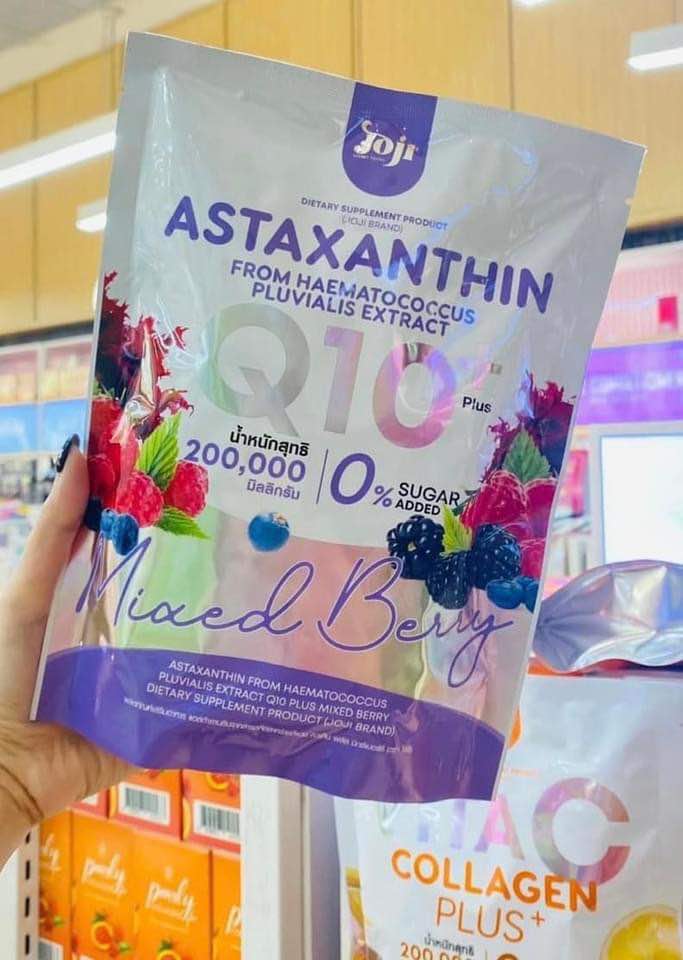 Joji
DIETARY SUPPLEMENT PRODUCT
(JOJI BRAND)
ASTAXANTHIN
FROM HAEMATOCOCCUS
PLUVIALIS EXTRACT
Q10+
Plus
น้ำหนักสุทธิ
200,000
มิลลิกรัม
0% SUGAR
ADDED
Mixed Berry
ASTAXANTHIN FROM HAEMATOCOCCUS
PLUVIALIS EXTRACT Q10 PLUS MIXED BERRY
DIETARY SUPPLEMENT PRODUCT (JOJI BRAND)
COLLAGEN
PLUS+
น้ำหนักสุทธิ